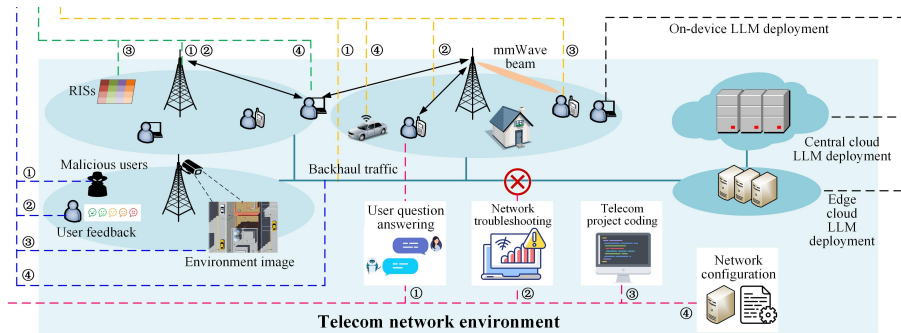 ③
①
②
④
①
④
②
③
mmWave
beam
On-device LLM deployment
RISs
Central cloud
LLM deployment
Backhaul traffic
①
Malicious users
②
User feedback
③
Environment image
④
User question
answering
Network
troubleshooting
Telecom
project coding
Edge
cloud
LLM
deployment
Network
configuration
①
②
③
④
Telecom network environment